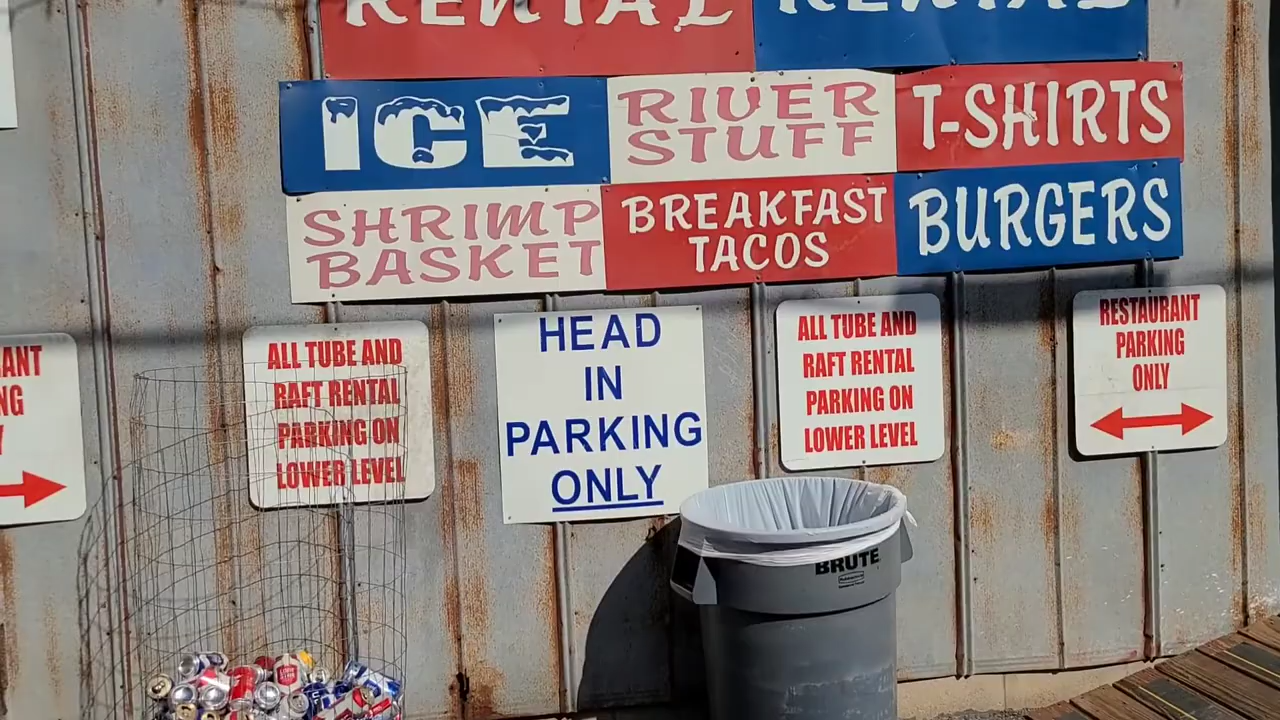 RENTAL
RENTAL
ICE
RIVER
STUFF
T-SHIRTS
SHRIMP
BASKET
BREAKFAST
TACOS
BURGERS
ALL TUBE AND
RAFT RENTAL
PARKING ON
LOWER LEVEL
HEAD
IN
PARKING
ONLY
ALL TUBE AND
RAFT RENTAL
PARKING ON
LOWER LEVEL
RESTAURANT
PARKING
ONLY
BRUTE